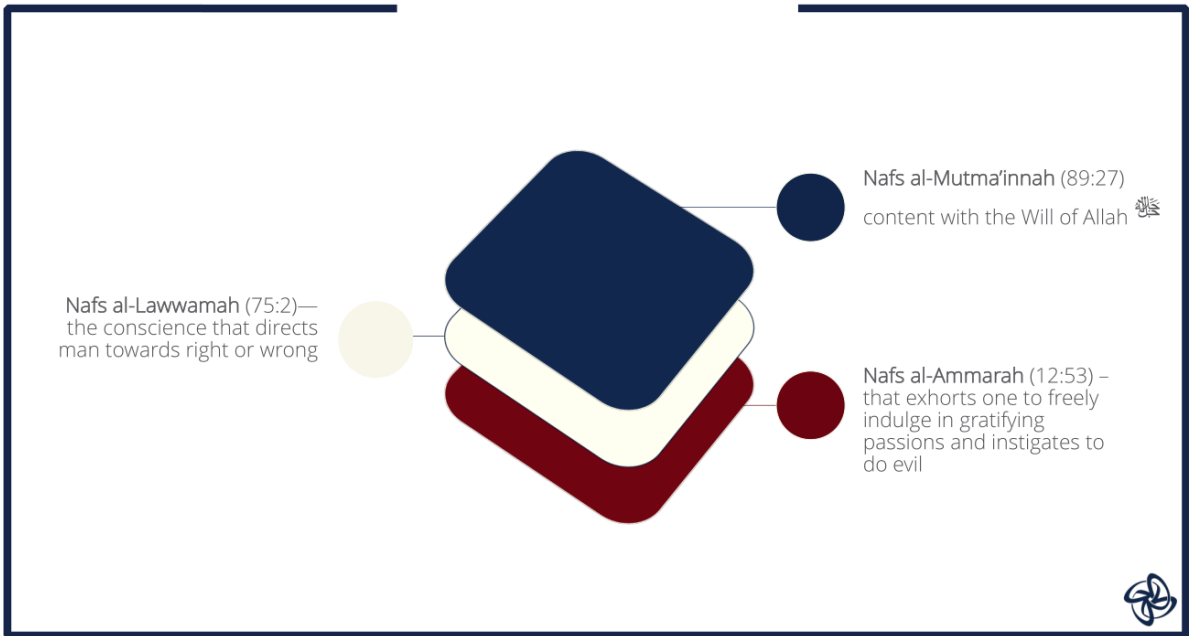 Nafs al-Mutma’innah (89:27)
content with the Will of Allah ﷻ
Nafs al-Lawwamah (75:2)—
the conscience that directs
man towards right or wrong
Nafs al-Ammarah (12:53) –
that exhorts one to freely
indulge in gratifying
passions and instigates to
do evil